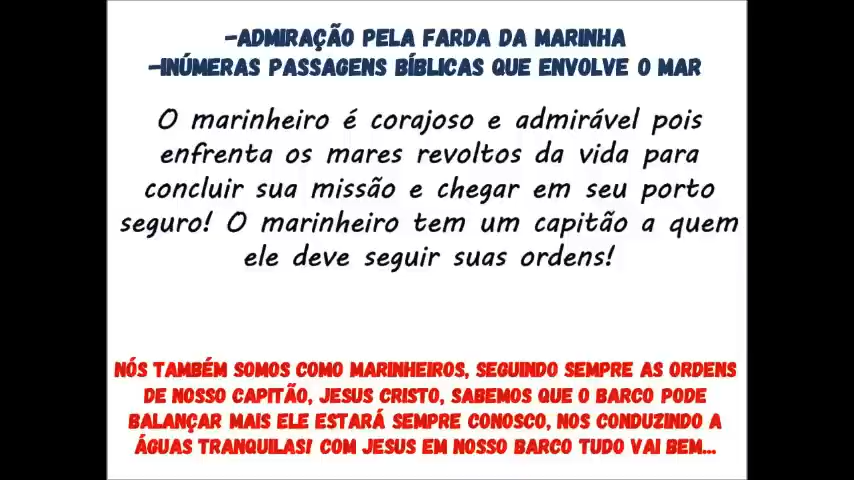 -ADMIRAÇÃO PELA FARDA DA MARINHA
-INÚMERAS PASSAGENS BÍBLICAS QUE ENVOLVE O MAR
O marinheiro é corajoso e admirável pois
enfrenta os mares revoltos da vida para
concluir sua missão e chegar em seu porto
seguro! O marinheiro tem um capitão a quem
ele deve seguir suas ordens!
NÓS TAMBÉM SOMOS COMO MARINHEIROS, SEGUINDO SEMPRE AS ORDENS
DE NOSSO CAPITÃO, JESUS CRISTO, SABEMOS QUE O BARCO PODE
BALANÇAR MAIS ELE ESTARÁ SEMPRE CONOSCO, NOS CONDUZINDO A
ÁGUAS TRANQUILAS! COM JESUS EM NOSSO BARCO TUDO VAI BEM...